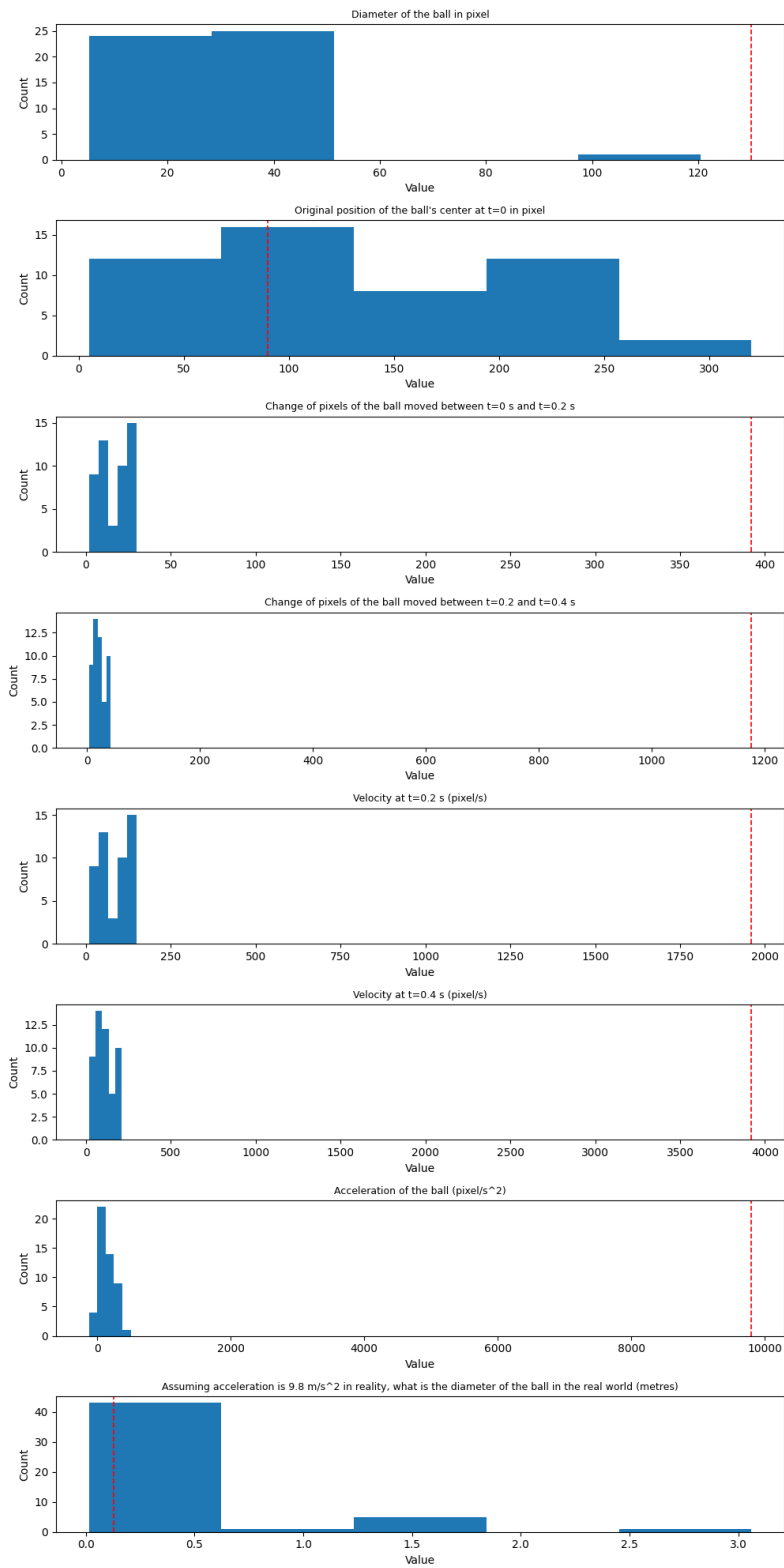 Diameter of the ball in pixel
Count
25
20
15
10
5
0
0 20 40 60 80 100 120
Value
Original position of the ball's center at t=0 in pixel
Count
15
10
5
0
0 50 100 150 200 250 300
Value
Change of pixels of the ball moved between t=0 s and t=0.2 s
Count
15
10
5
0
0 50 100 150 200 250 300 350 400
Value
Change of pixels of the ball moved between t=0.2 and t=0.4 s
Count
12.5
10.0
7.5
5.0
2.5
0.0
0 200 400 600 800 1000 1200
Value
Velocity at t=0.2 s (pixel/s)
Count
15
10
5
0
0 250 500 750 1000 1250 1500 1750 2000
Value
Velocity at t=0.4 s (pixel/s)
Count
12.5
10.0
7.5
5.0
2.5
0.0
0 500 1000 1500 2000 2500 3000 3500 4000
Value
Acceleration of the ball (pixel/s^2)
Count
20
15
10
5
0
0 2000 4000 6000 8000 10000
Value
Assuming acceleration is 9.8 m/s^2 in reality, what is the diameter of the ball in the real world (metres)
Count
40
30
20
10
0
0.0 0.5 1.0 1.5 2.0 2.5 3.0
Value